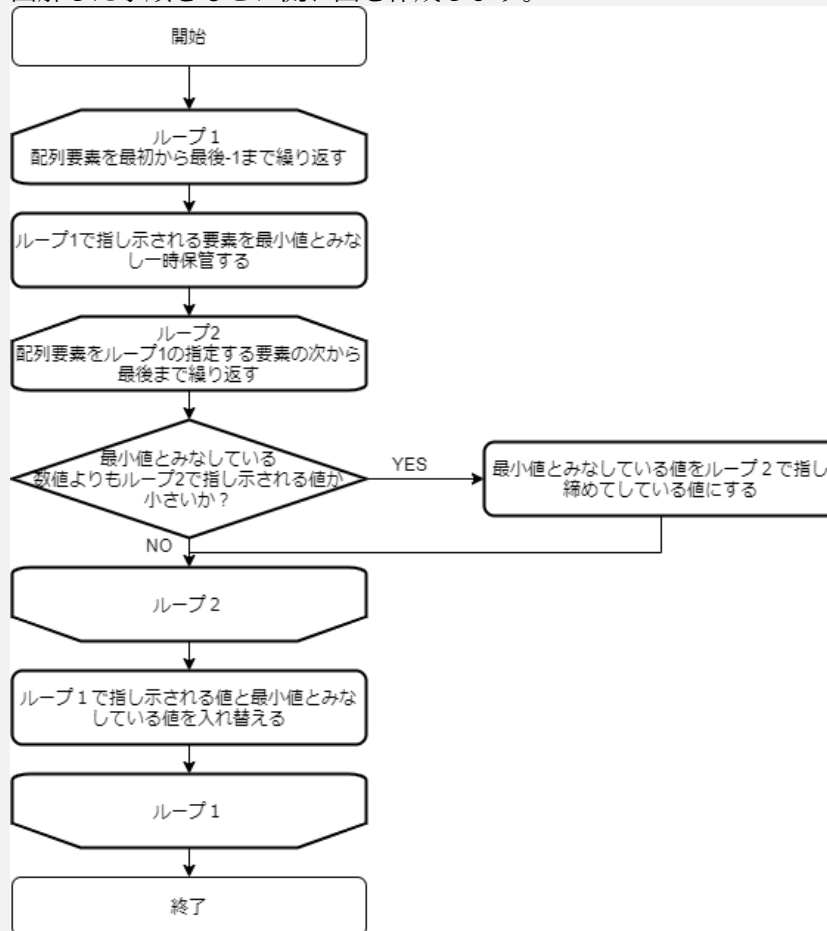 開始
ループ１
配列要素を最初から最後-1まで繰り返す
ループ1で指し示される要素を最小値とみな
し一時保管する
ループ2
配列要素をループ1の指定する要素の次から
最後まで繰り返す
最小値とみなしている
数値よりもループ2で指し示される値が
小さいか？
YES
最小値とみなしている値をループ２で指し
締めてしている値にする
NO
ループ２
ループ１で指し示される値と最小値とみな
している値を入れ替える
ループ１
終了